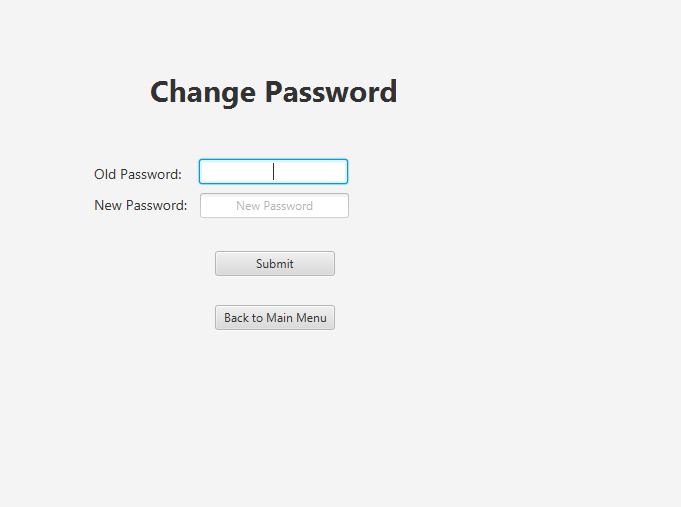 Change Password
Old Password:
New Password: New Password
Submit
Back to Main Menu